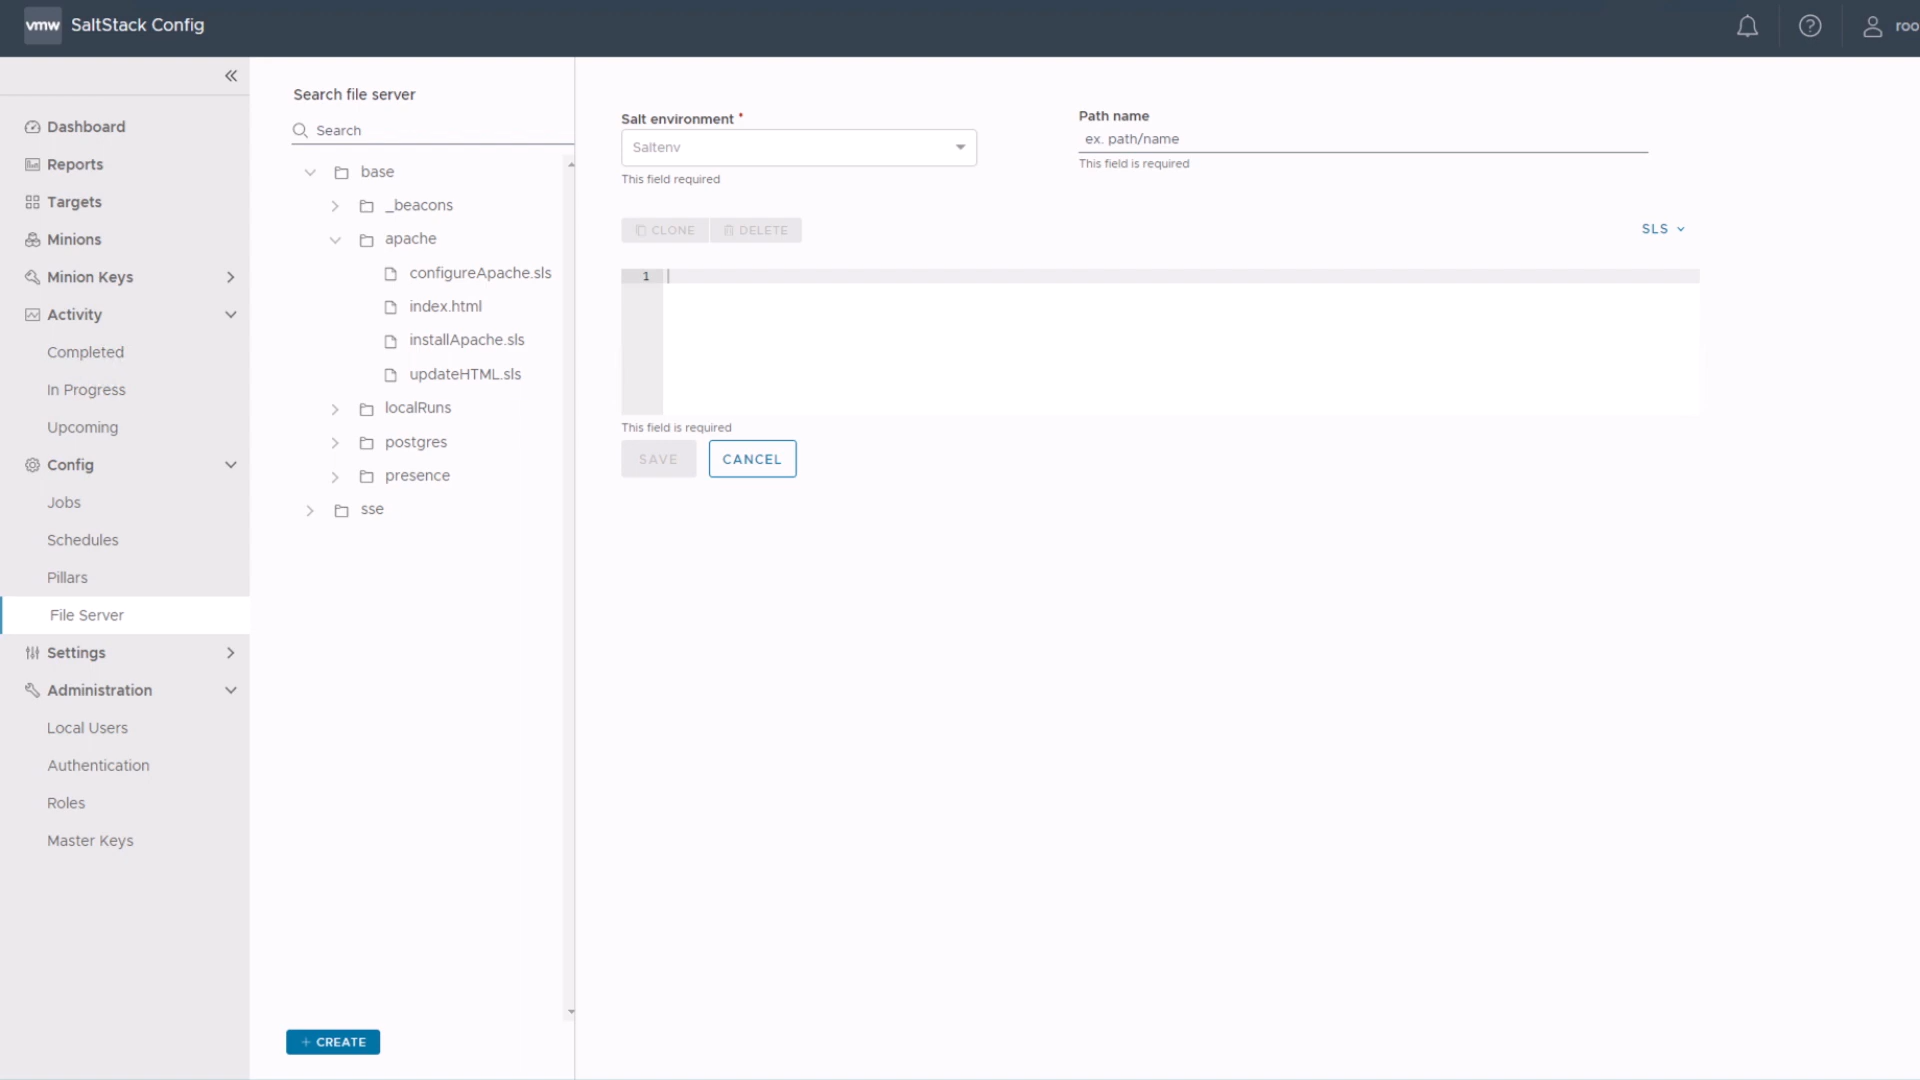 vmw SaltStack Config
roo
Dashboard
Reports
Targets
Minions
Minion Keys
Activity
Completed
In Progress
Upcoming
Config
Jobs
Schedules
Pillars
File Server
Settings
Administration
Local Users
Authentication
Roles
Master Keys
Search file server
Search
base
_beacons
apache
configureApache.sls
index.html
installApache.sls
updateHTML.sls
localRuns
postgres
presence
sse
+ CREATE
Salt environment *
Saltenv
This field required
Path name
ex. path/name
This field is required
CLONE DELETE
SLS
1
This field is required
SAVE CANCEL